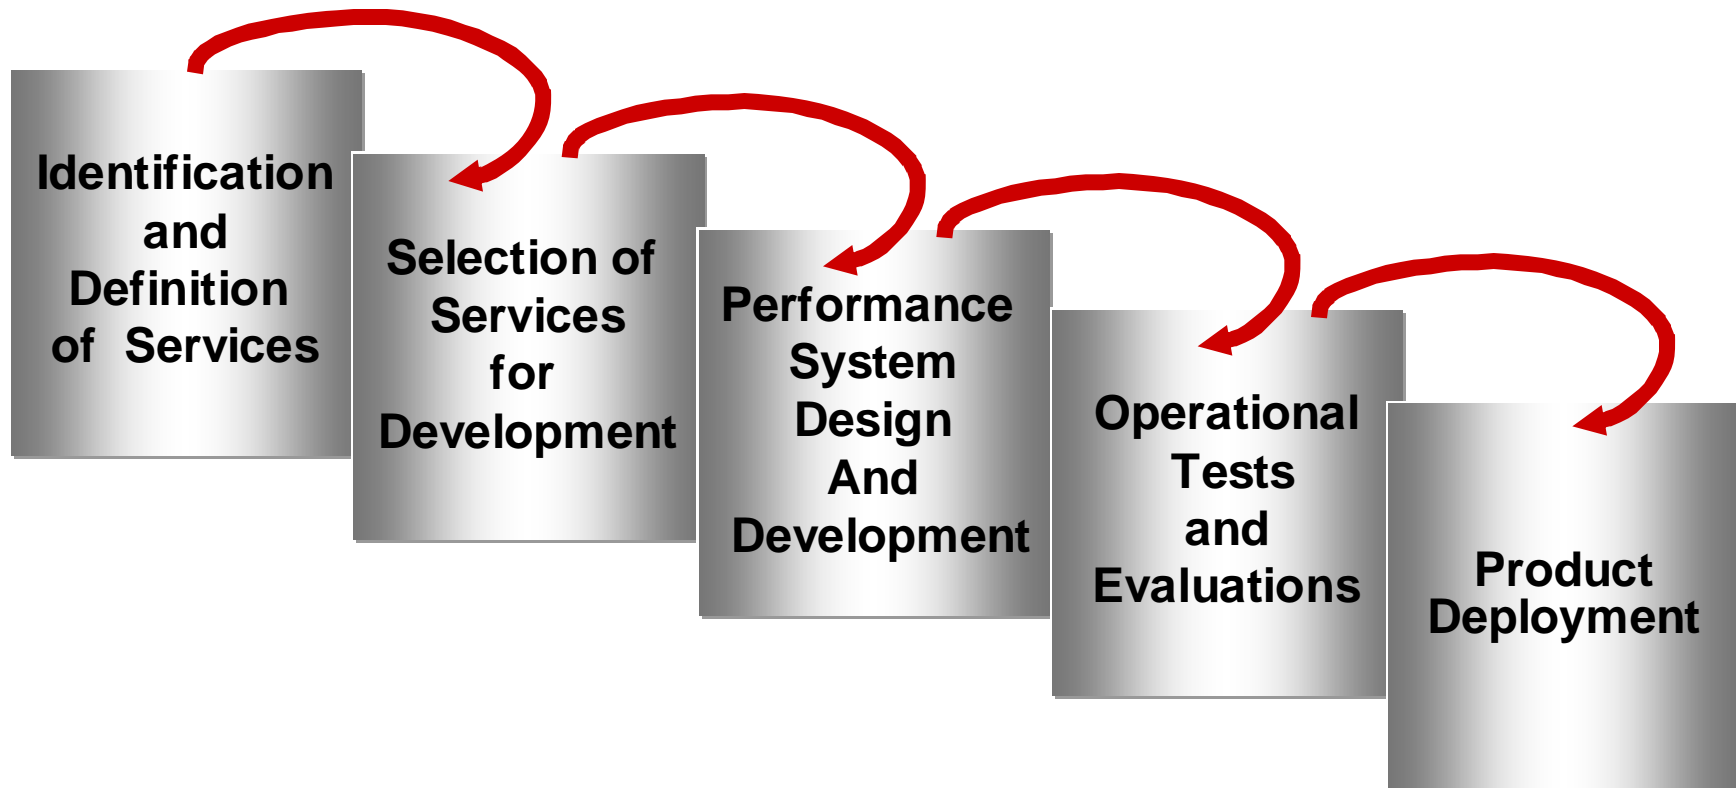 Identification
and
Definition
of Services
Selection of
Services
for
Development
Performance
System
Design
And
Development
Operational
Tests
and
Evaluations
Product
Deployment